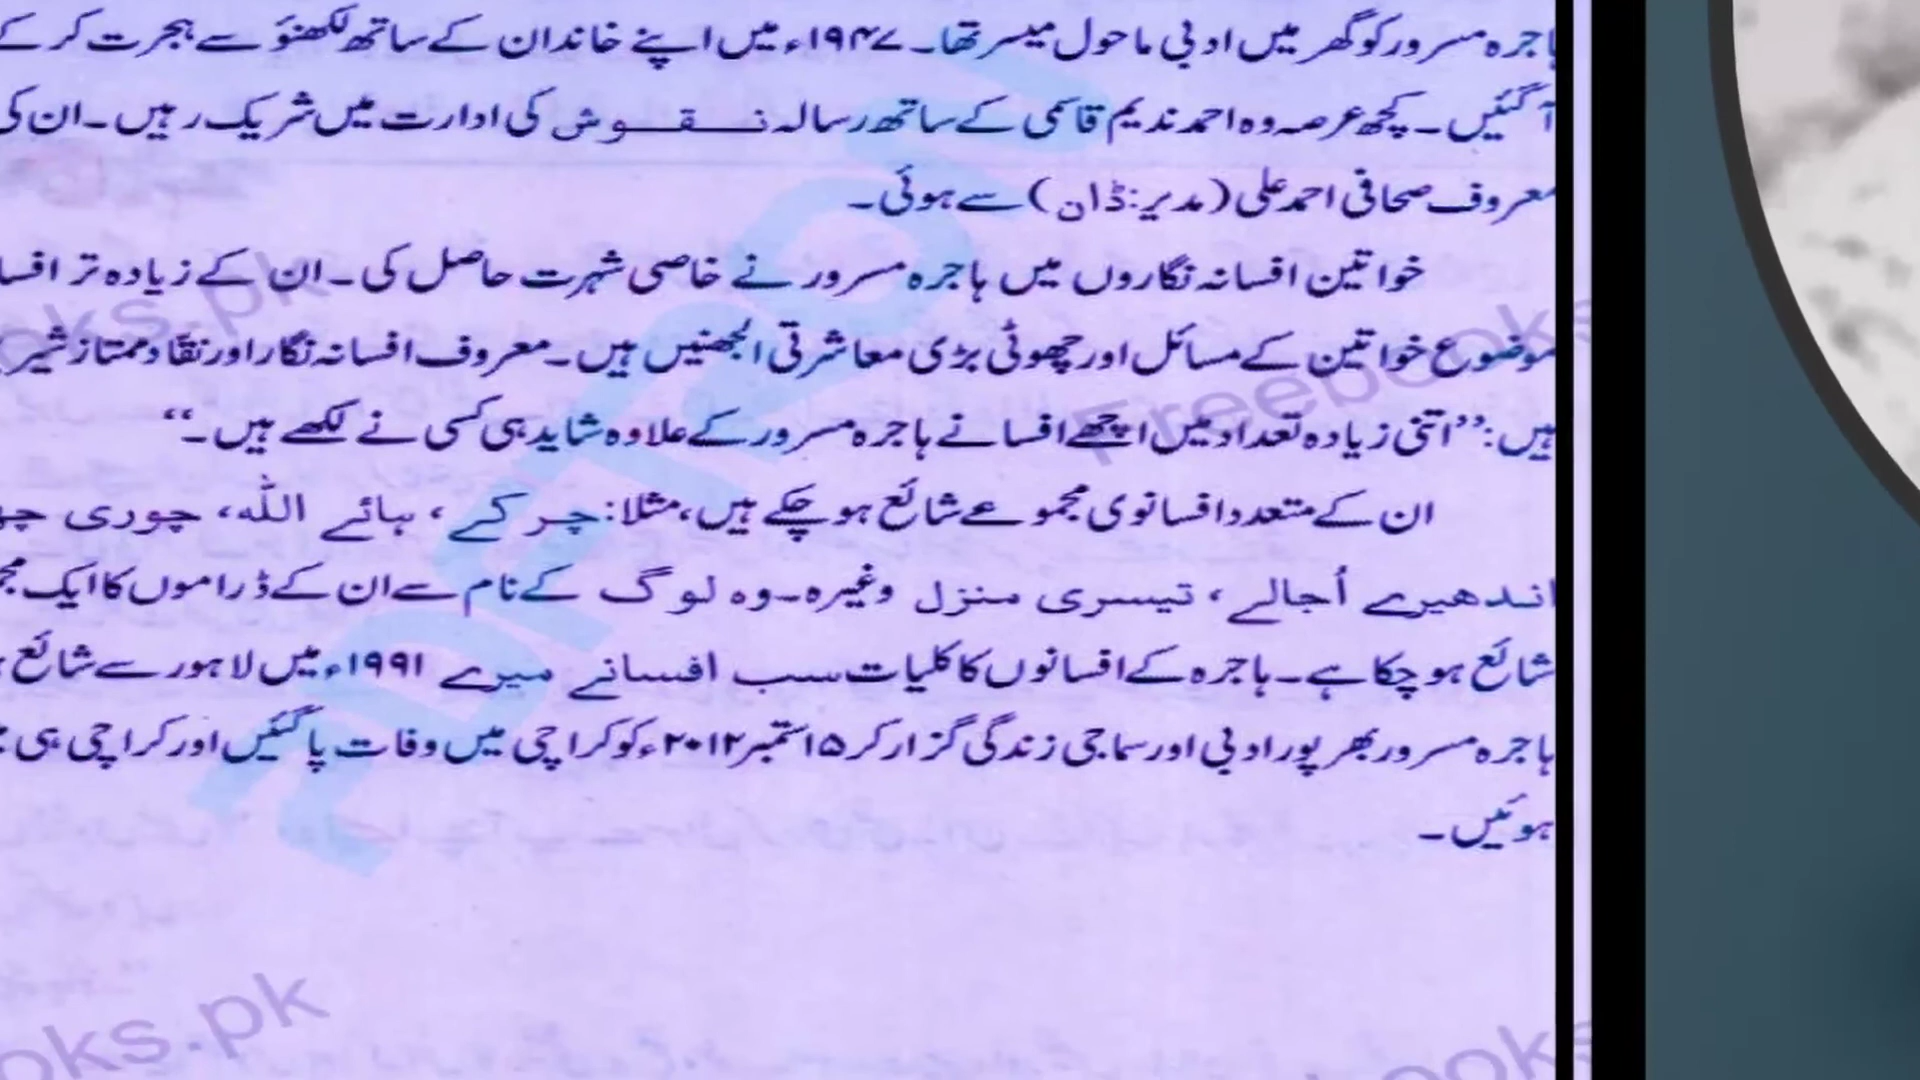 ہاجرہ مسرور کو گھر میں ادبی ماحول میسر تھا۔ ۱۹۴۷ء میں اپنے خاندان کے ساتھ لکھنؤ سے ہجرت کر کے
آ گئیں۔ کچھ عرصہ وہ احمد ندیم قاسمی کے ساتھ رسالہ نقوش کی ادارت میں شریک رہیں۔ ان کی
معروف صحافی احمد علی (مدیر: ڈان) سے ہوئی۔
خواتین افسانہ نگاروں میں ہاجرہ مسرور نے خاصی شہرت حاصل کی۔ ان کے زیادہ تر افسا
موضوع خواتین کے مسائل اور چھوٹی بڑی معاشرتی الجھنیں ہیں۔ معروف افسانہ نگار اور نقاد ممتاز شیر
ہیں: ”اتنی زیادہ تعداد میں اچھے افسانے ہاجرہ مسرور کے علاوہ شاید ہی کسی نے لکھے ہیں۔“
ان کے متعدد افسانوی مجموعے شائع ہو چکے ہیں، مثلا: چرکے، ہائے اللہ، چوری
اندھیرے اُجالے، تیسری منزل وغیرہ۔ وہ لوگ کے نام سے ان کے ڈراموں کا ایک
شائع ہو چکا ہے۔ ہاجرہ کے افسانوں کا کلیات سب افسانے میرے ۱۹۹۱ء میں لاہور سے شائع
ہاجرہ مسرور بھرپور ادبی اور سماجی زندگی گزار کر ۱۵ ستمبر ۲۰۱۲ء کو کراچی میں وفات پا گئیں اور کراچی ہی
ہوئیں۔
oks.pk
Freebooks
oks.pk
ooks